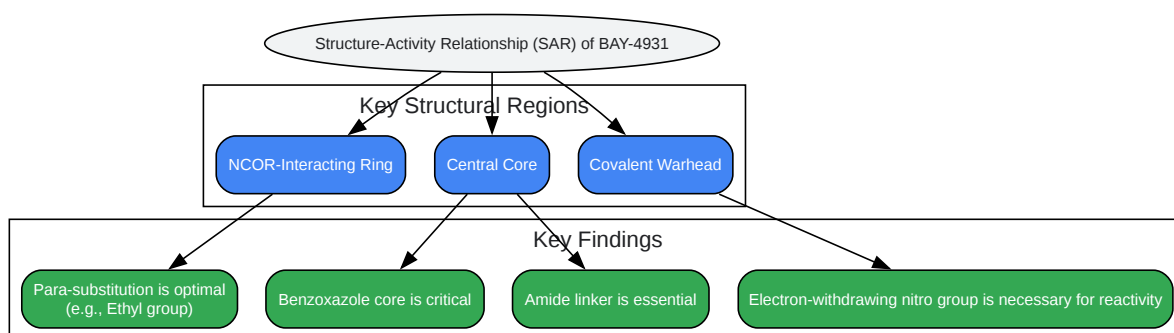 Structure-Activity Relationship (SAR) of BAY-4931
Key Structural Regions
NCOR-Interacting Ring
Central Core
Covalent Warhead
Key Findings
Para-substitution is optimal
(e.g., Ethyl group)
Benzoxazole core is critical
Amide linker is essential
Electron-withdrawing nitro group is necessary for reactivity